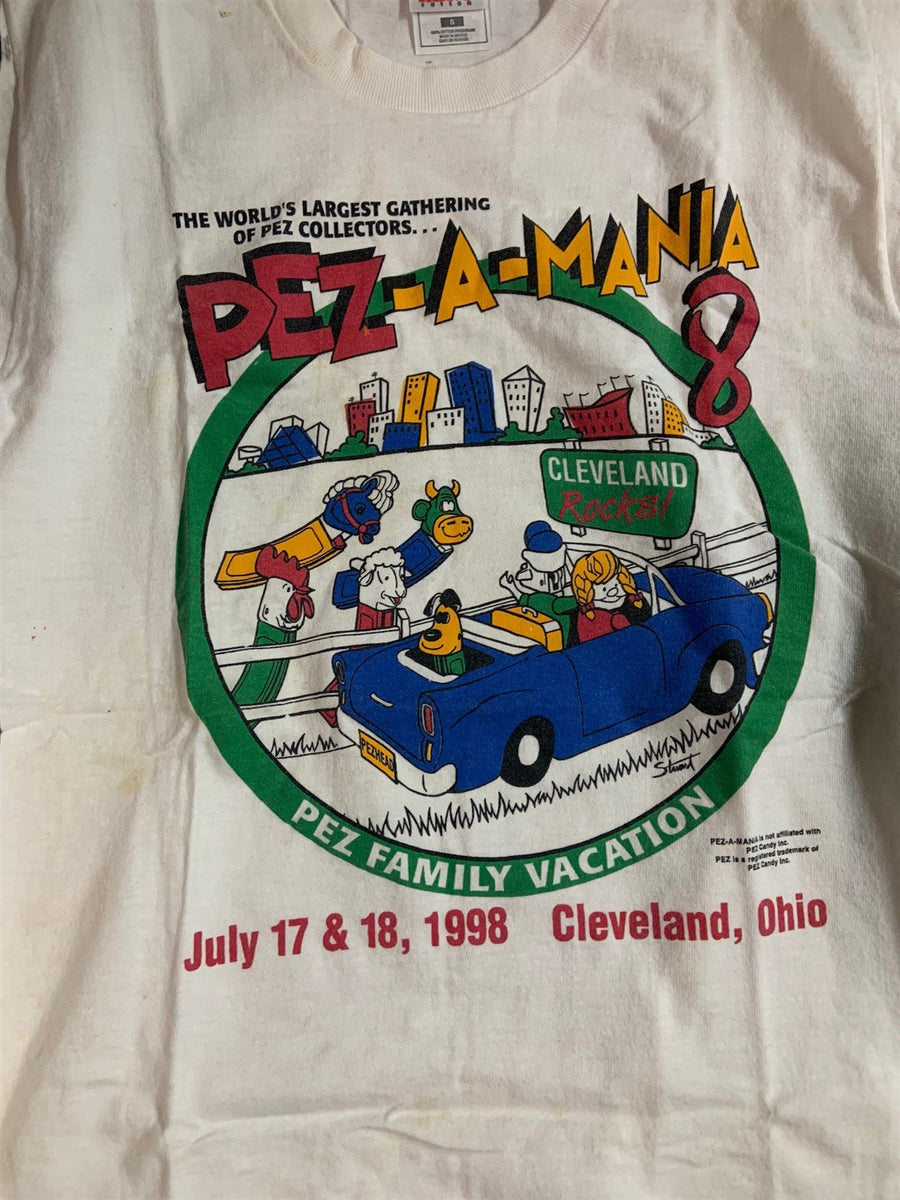 S
THE WORLD'S LARGEST GATHERING
OF PEZ COLLECTORS...
PEZ-A-MANIA
8
CLEVELAND
Rocks!
PEZHEAD
Stuart
PEZ FAMILY VACATION
PEZ-A-MANIA is not affiliated with
PEZ Candy Inc.
PEZ is a registered trademark of
PEZ Candy Inc.
July 17 & 18, 1998 Cleveland, Ohio